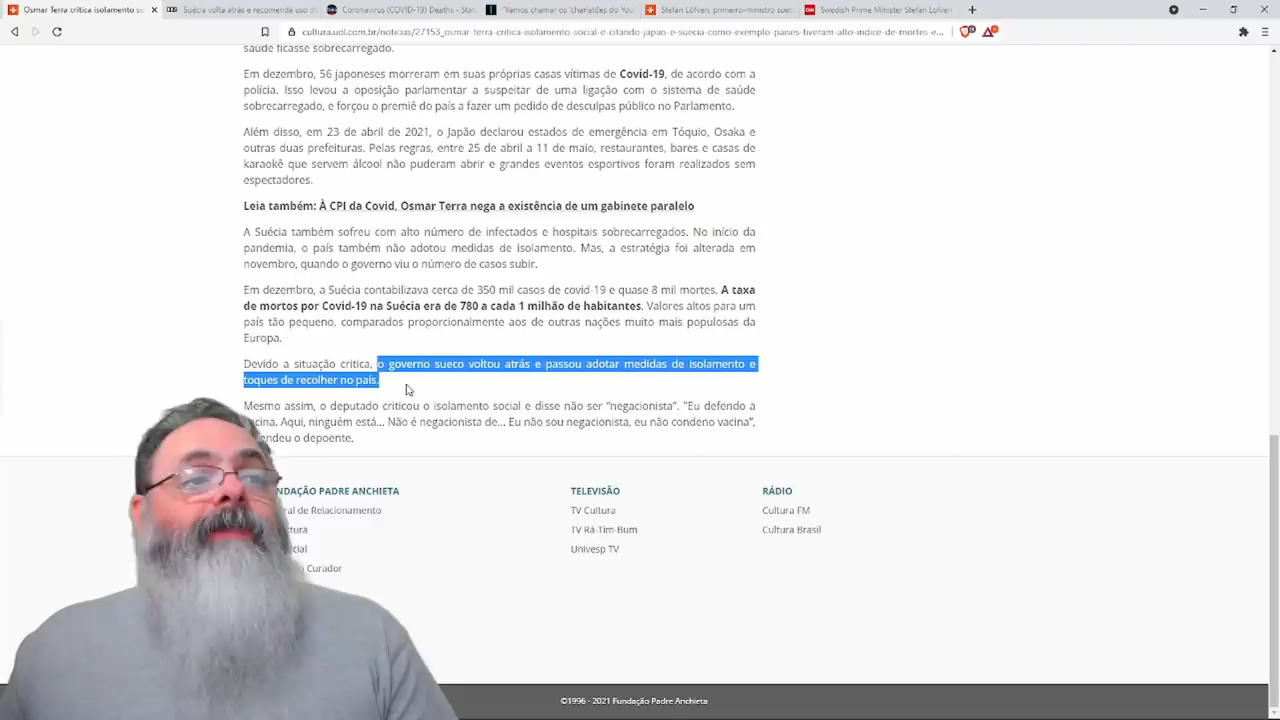 Osmar Terra critica isolamento so
Suécia volta atrás e recomenda uso d
Coronavirus (COVID-19) Deaths - Stat
"Vamos chamar os 'charlatões do You
Stefan Löfven, primeiro-ministro suec
Swedish Prime Minister Stefan Lofven
cultura.uol.com.br/noticias/27153_osmar-terra-critica-isolamento-social-e-citando-japao-e-suecia-como-exemplo-paises-tiveram-alto-indice-de-mortes-e...
saúde ficasse sobrecarregado.
Em dezembro, 56 japoneses morreram em suas próprias casas vítimas de Covid-19, de acordo com a
polícia. Isso levou a oposição parlamentar a suspeitar de uma ligação com o sistema de saúde
sobrecarregado, e forçou o premiê do país a fazer um pedido de desculpas público no Parlamento.
Além disso, em 23 de abril de 2021, o Japão declarou estados de emergência em Tóquio, Osaka e
outras duas prefeituras. Pelas regras, entre 25 de abril a 11 de maio, restaurantes, bares e casas de
karaokê que servem álcool não puderam abrir e grandes eventos esportivos foram realizados sem
espectadores.
Leia também: À CPI da Covid, Osmar Terra nega a existência de um gabinete paralelo
A Suécia também sofreu com alto número de infectados e hospitais sobrecarregados. No início da
pandemia, o país também não adotou medidas de isolamento. Mas, a estratégia foi alterada em
novembro, quando o governo viu o número de casos subir.
Em dezembro, a Suécia contabilizava cerca de 350 mil casos de covid-19 e quase 8 mil mortes. A taxa
de mortos por Covid-19 na Suécia era de 780 a cada 1 milhão de habitantes. Valores altos para um
país tão pequeno, comparados proporcionalmente aos de outras nações muito mais populosas da
Europa.
Devido a situação critica, o governo sueco voltou atrás e passou adotar medidas de isolamento e
toques de recolher no país.
Mesmo assim, o deputado criticou o isolamento social e disse não ser “negacionista”. "Eu defendo a
cina. Aqui, ninguém está... Não é negacionista de... Eu não sou negacionista, eu não condeno vacina”,
endeu o depoente.
NDAÇÃO PADRE ANCHIETA
ral de Relacionamento
tura
cial
Curador
TELEVISÃO
TV Cultura
TV Rá-Tim-Bum
Univesp TV
RÁDIO
Cultura FM
Cultura Brasil
©1996 - 2021 Fundação Padre Anchieta